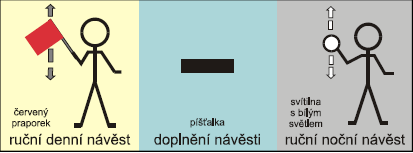 červený
praporek
ruční denní návěst
píšťalka
doplnění návěsti
svítilna
s bílým
světlem
ruční noční návěst